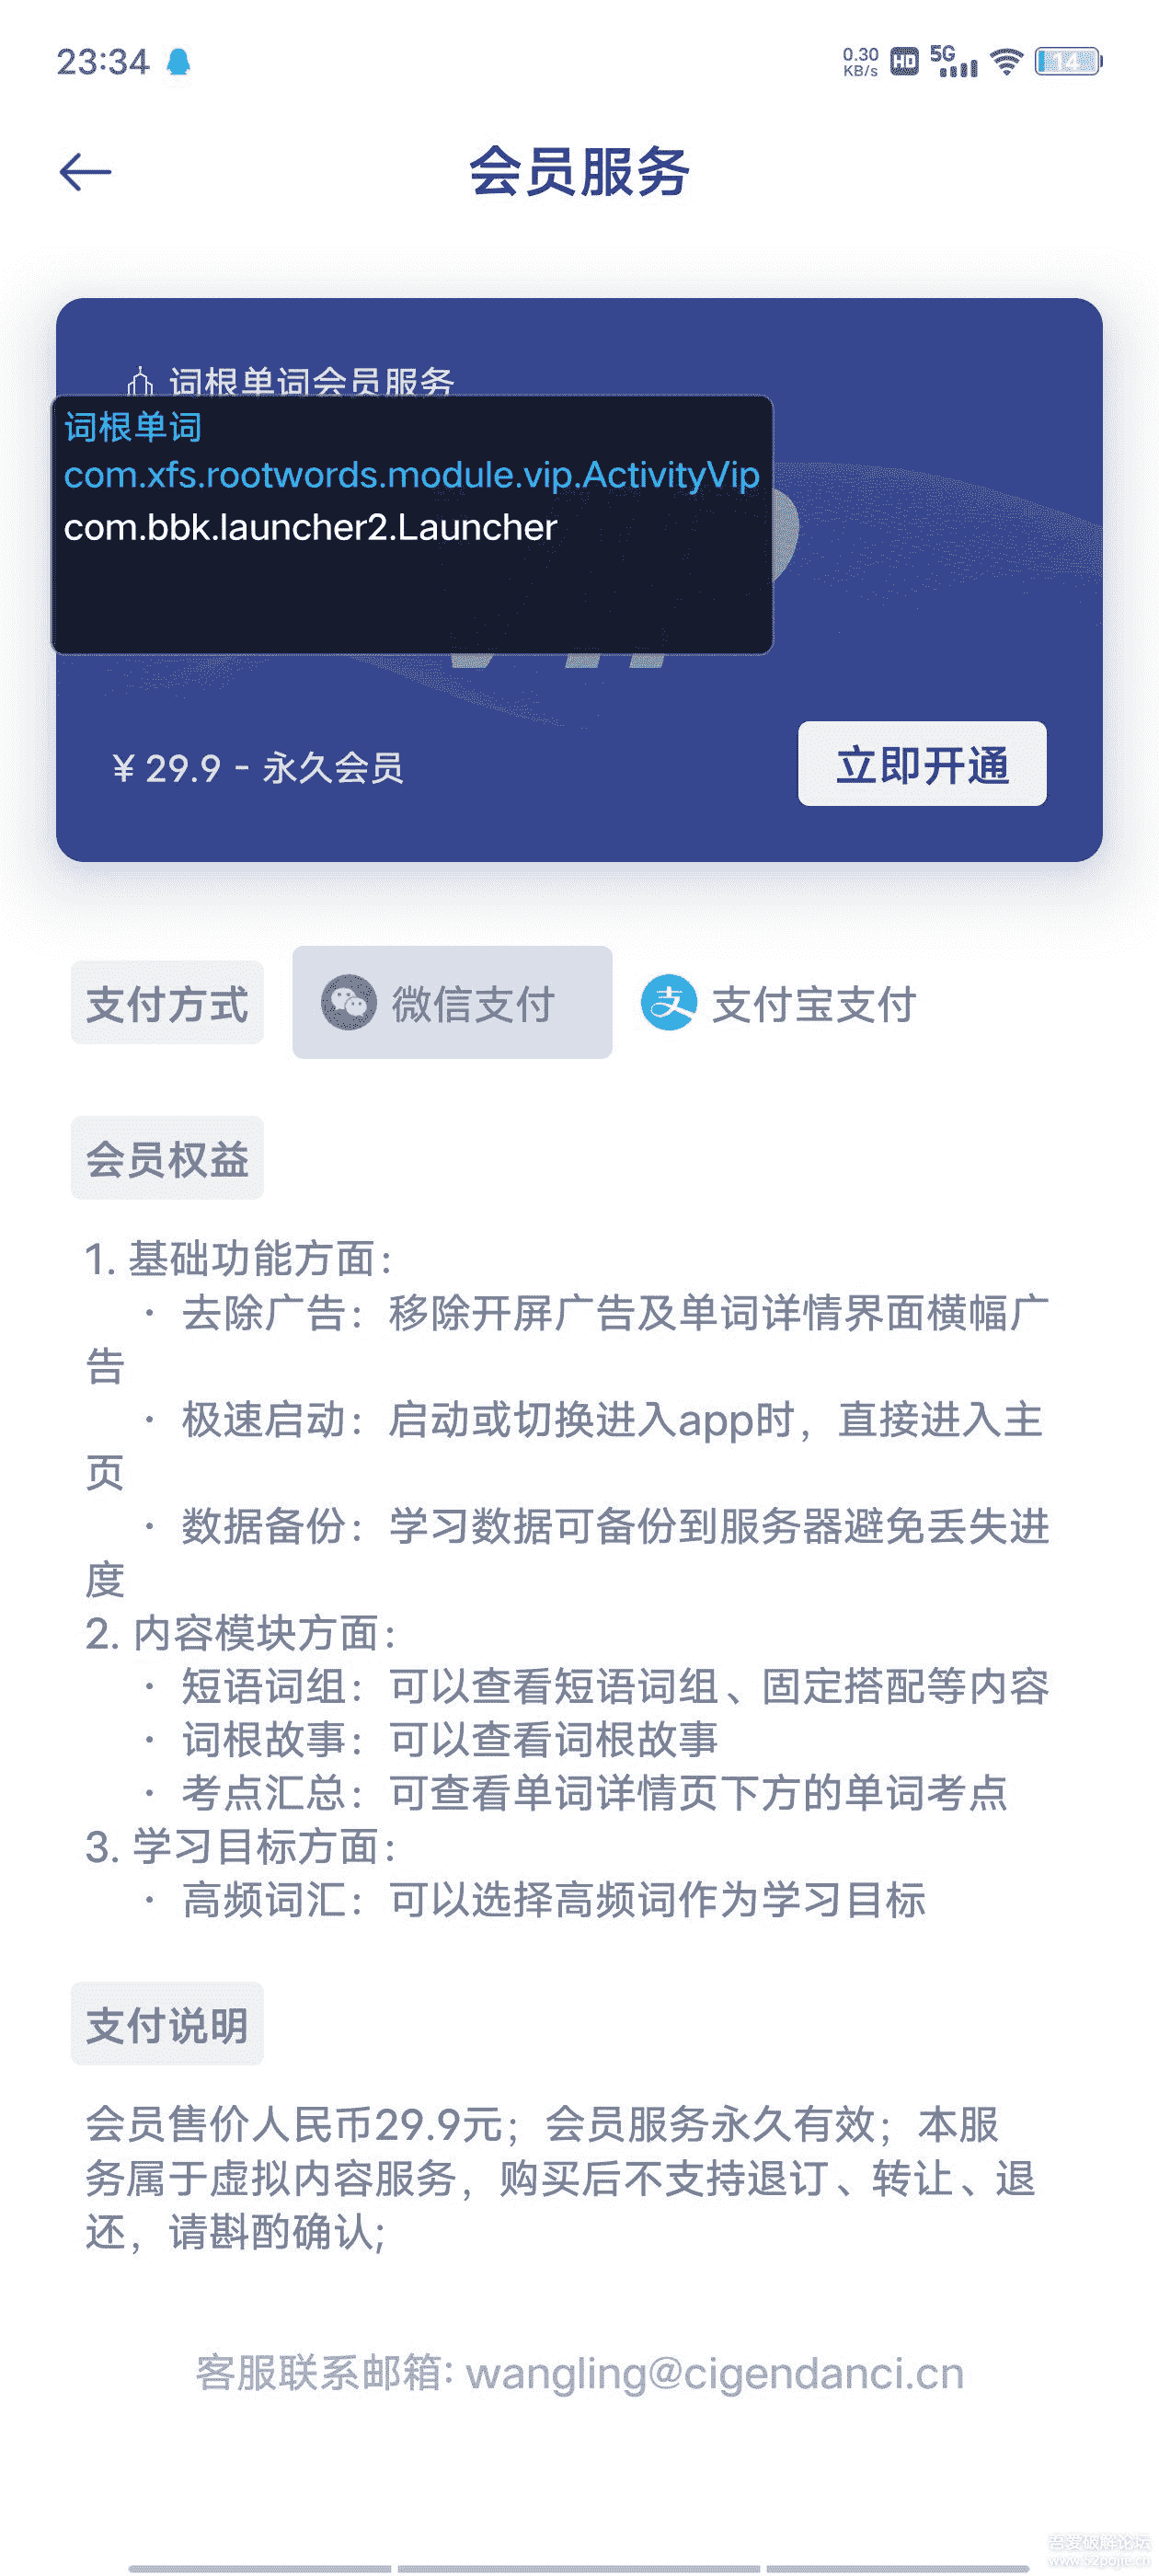 23:34
0.30 KB/s HD 5G 14
会员服务
词根单词会员服务
词根单词
com.xfs.rootwords.module.vip.ActivityVip
com.bbk.launcher2.Launcher
¥ 29.9 - 永久会员
立即开通
支付方式
微信支付
支付宝支付
会员权益
1. 基础功能方面：
· 去除广告：移除开屏广告及单词详情界面横幅广
告
· 极速启动：启动或切换进入app时，直接进入主
页
· 数据备份：学习数据可备份到服务器避免丢失进
度
2. 内容模块方面：
· 短语词组：可以查看短语词组、固定搭配等内容
· 词根故事：可以查看词根故事
· 考点汇总：可查看单词详情页下方的单词考点
3. 学习目标方面：
· 高频词汇：可以选择高频词作为学习目标
支付说明
会员售价人民币29.9元；会员服务永久有效；本服
务属于虚拟内容服务，购买后不支持退订、转让、退
还，请斟酌确认;
客服联系邮箱: wangling@cigendanci.cn
吾爱破解论坛
www.52pojie.cn